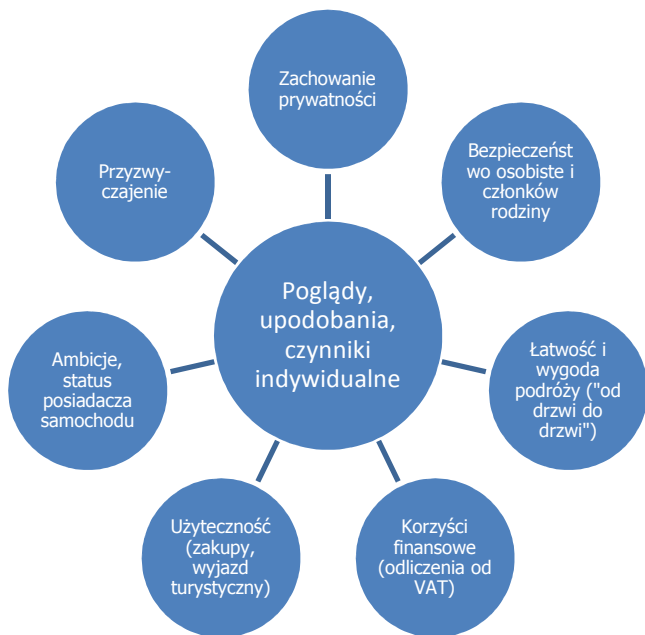 Zachowanie
prywatności
Bezpieczeńst
wo osobiste i
członków
rodziny
Łatwość i
wygoda
podróży ("od
drzwi do
drzwi")
Korzyści
finansowe
(odliczenia od
VAT)
Użyteczność
(zakupy,
wyjazd
turystyczny)
Ambicje,
status
posiadacza
samochodu
Przyzwy-
czajenie
Poglądy,
upodobania,
czynniki
indywidualne